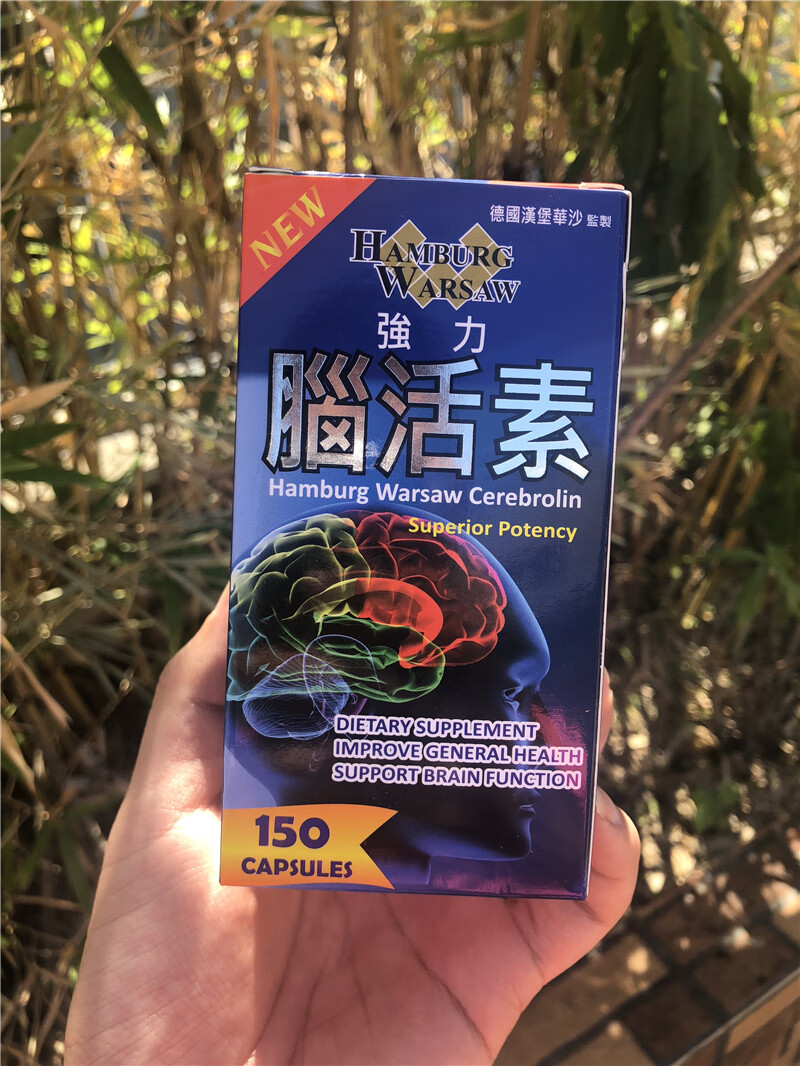 NEW
德國漢堡華沙 監製
HAMBURG
WARSAW
強力
腦活素
Hamburg Warsaw Cerebrolin
Superior Potency
DIETARY SUPPLEMENT
IMPROVE GENERAL HEALTH
SUPPORT BRAIN FUNCTION
150
CAPSULES